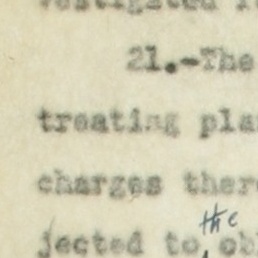 vestigated
21.-The
treating pla
charges ther
the
jected to ob